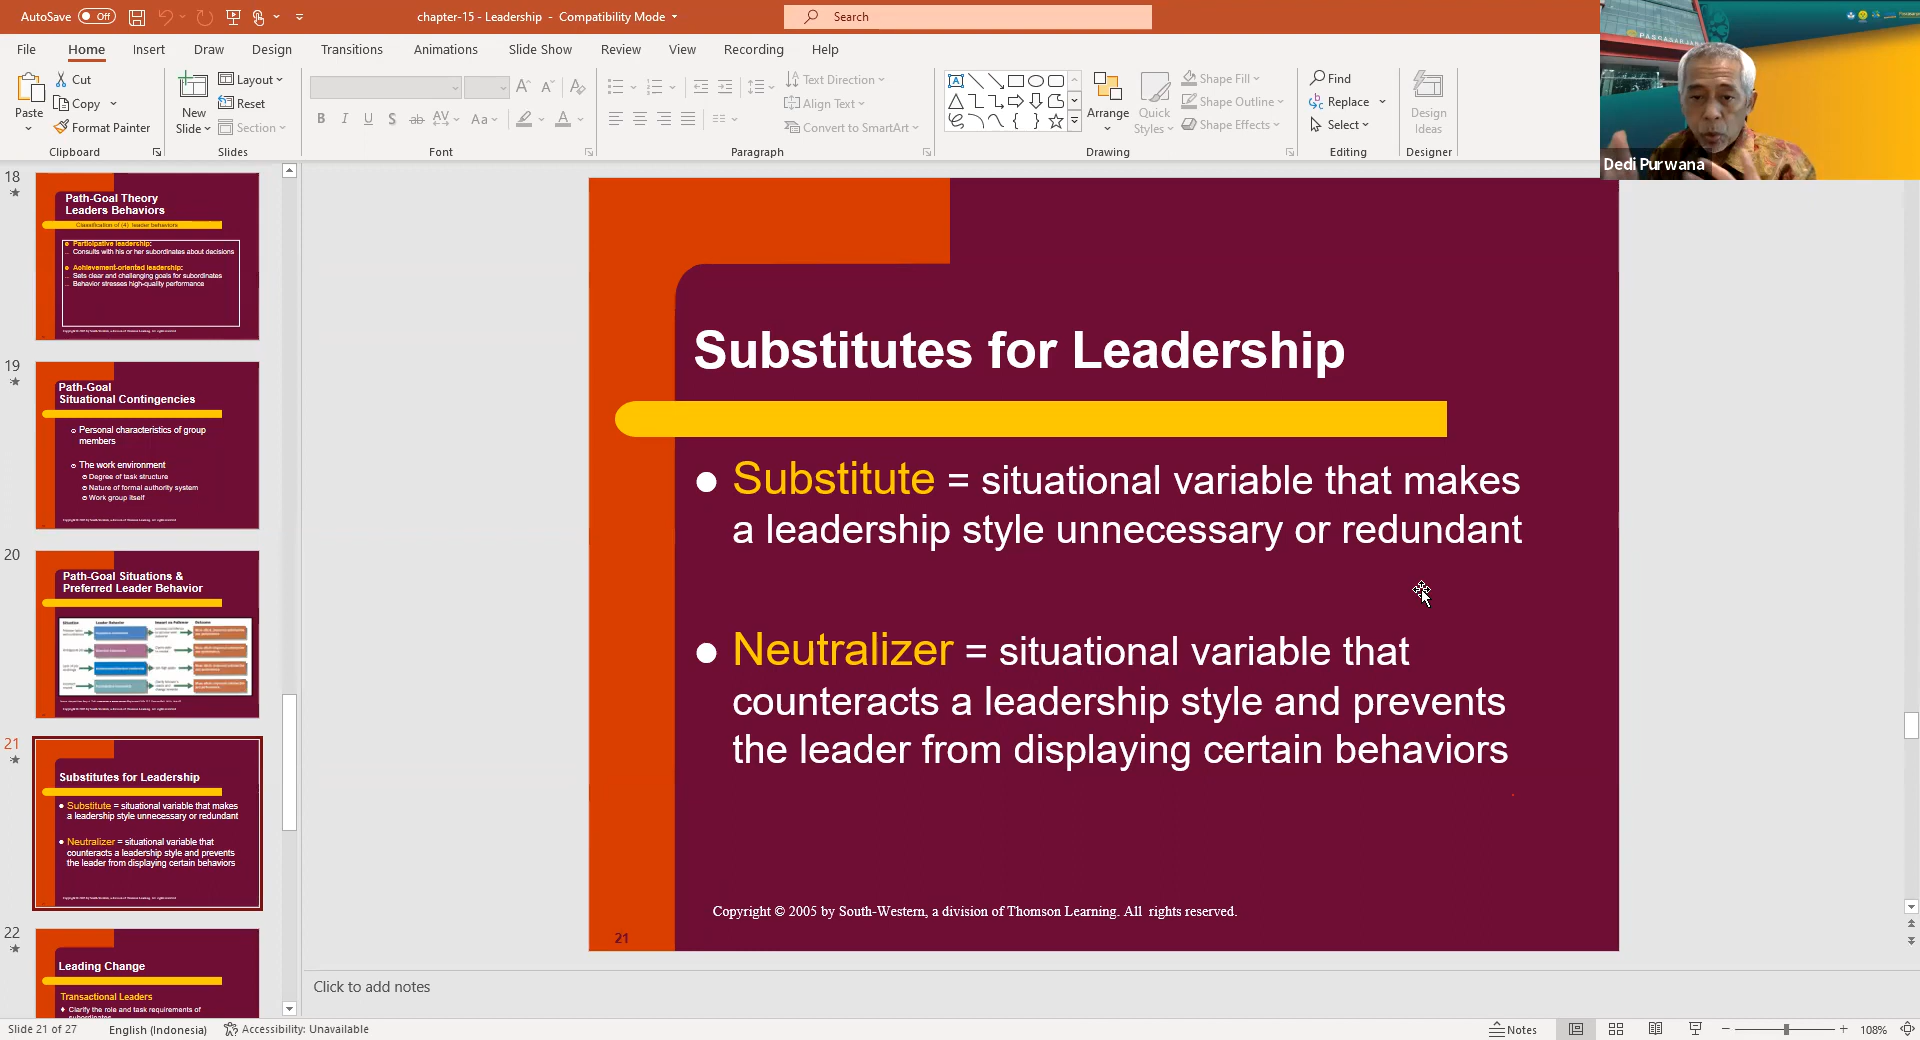 AutoSave Off
chapter-15 - Leadership - Compatibility Mode
Search
File Home Insert Draw Design Transitions Animations Slide Show Review View Recording Help
Paste
Cut
Copy
Format Painter
Clipboard
New
Slide
Layout
Reset
Section
Slides
Font
Text Direction
Align Text
Convert to SmartArt
Paragraph
Arrange
Quick
Styles
Shape Fill
Shape Outline
Shape Effects
Drawing
Find
Replace
Select
Editing
Design
Ideas
Designer
Dedi Purwana
18
Path-Goal Theory
Leaders Behaviors
Classification of (4) leader behaviors
Participative leadership:
Consults with his or her subordinates about decisions
Achievement-oriented leadership:
Sets clear and challenging goals for subordinates
Behavior stresses high-quality performance
19
Path-Goal
Situational Contingencies
Personal characteristics of group
members
The work environment
Degree of task structure
Nature of formal authority system
Work group itself
20
Path-Goal Situations &
Preferred Leader Behavior
21
Substitutes for Leadership
Substitute = situational variable that makes
a leadership style unnecessary or redundant
Neutralizer = situational variable that
counteracts a leadership style and prevents
the leader from displaying certain behaviors
22
Leading Change
Transactional Leaders
Clarify the role and task requirements of
Substitutes for Leadership
● Substitute = situational variable that makes
a leadership style unnecessary or redundant
● Neutralizer = situational variable that
counteracts a leadership style and prevents
the leader from displaying certain behaviors
Copyright © 2005 by South-Western, a division of Thomson Learning. All rights reserved.
21
Click to add notes
Slide 21 of 27
English (Indonesia)
Accessibility: Unavailable
Notes
108%